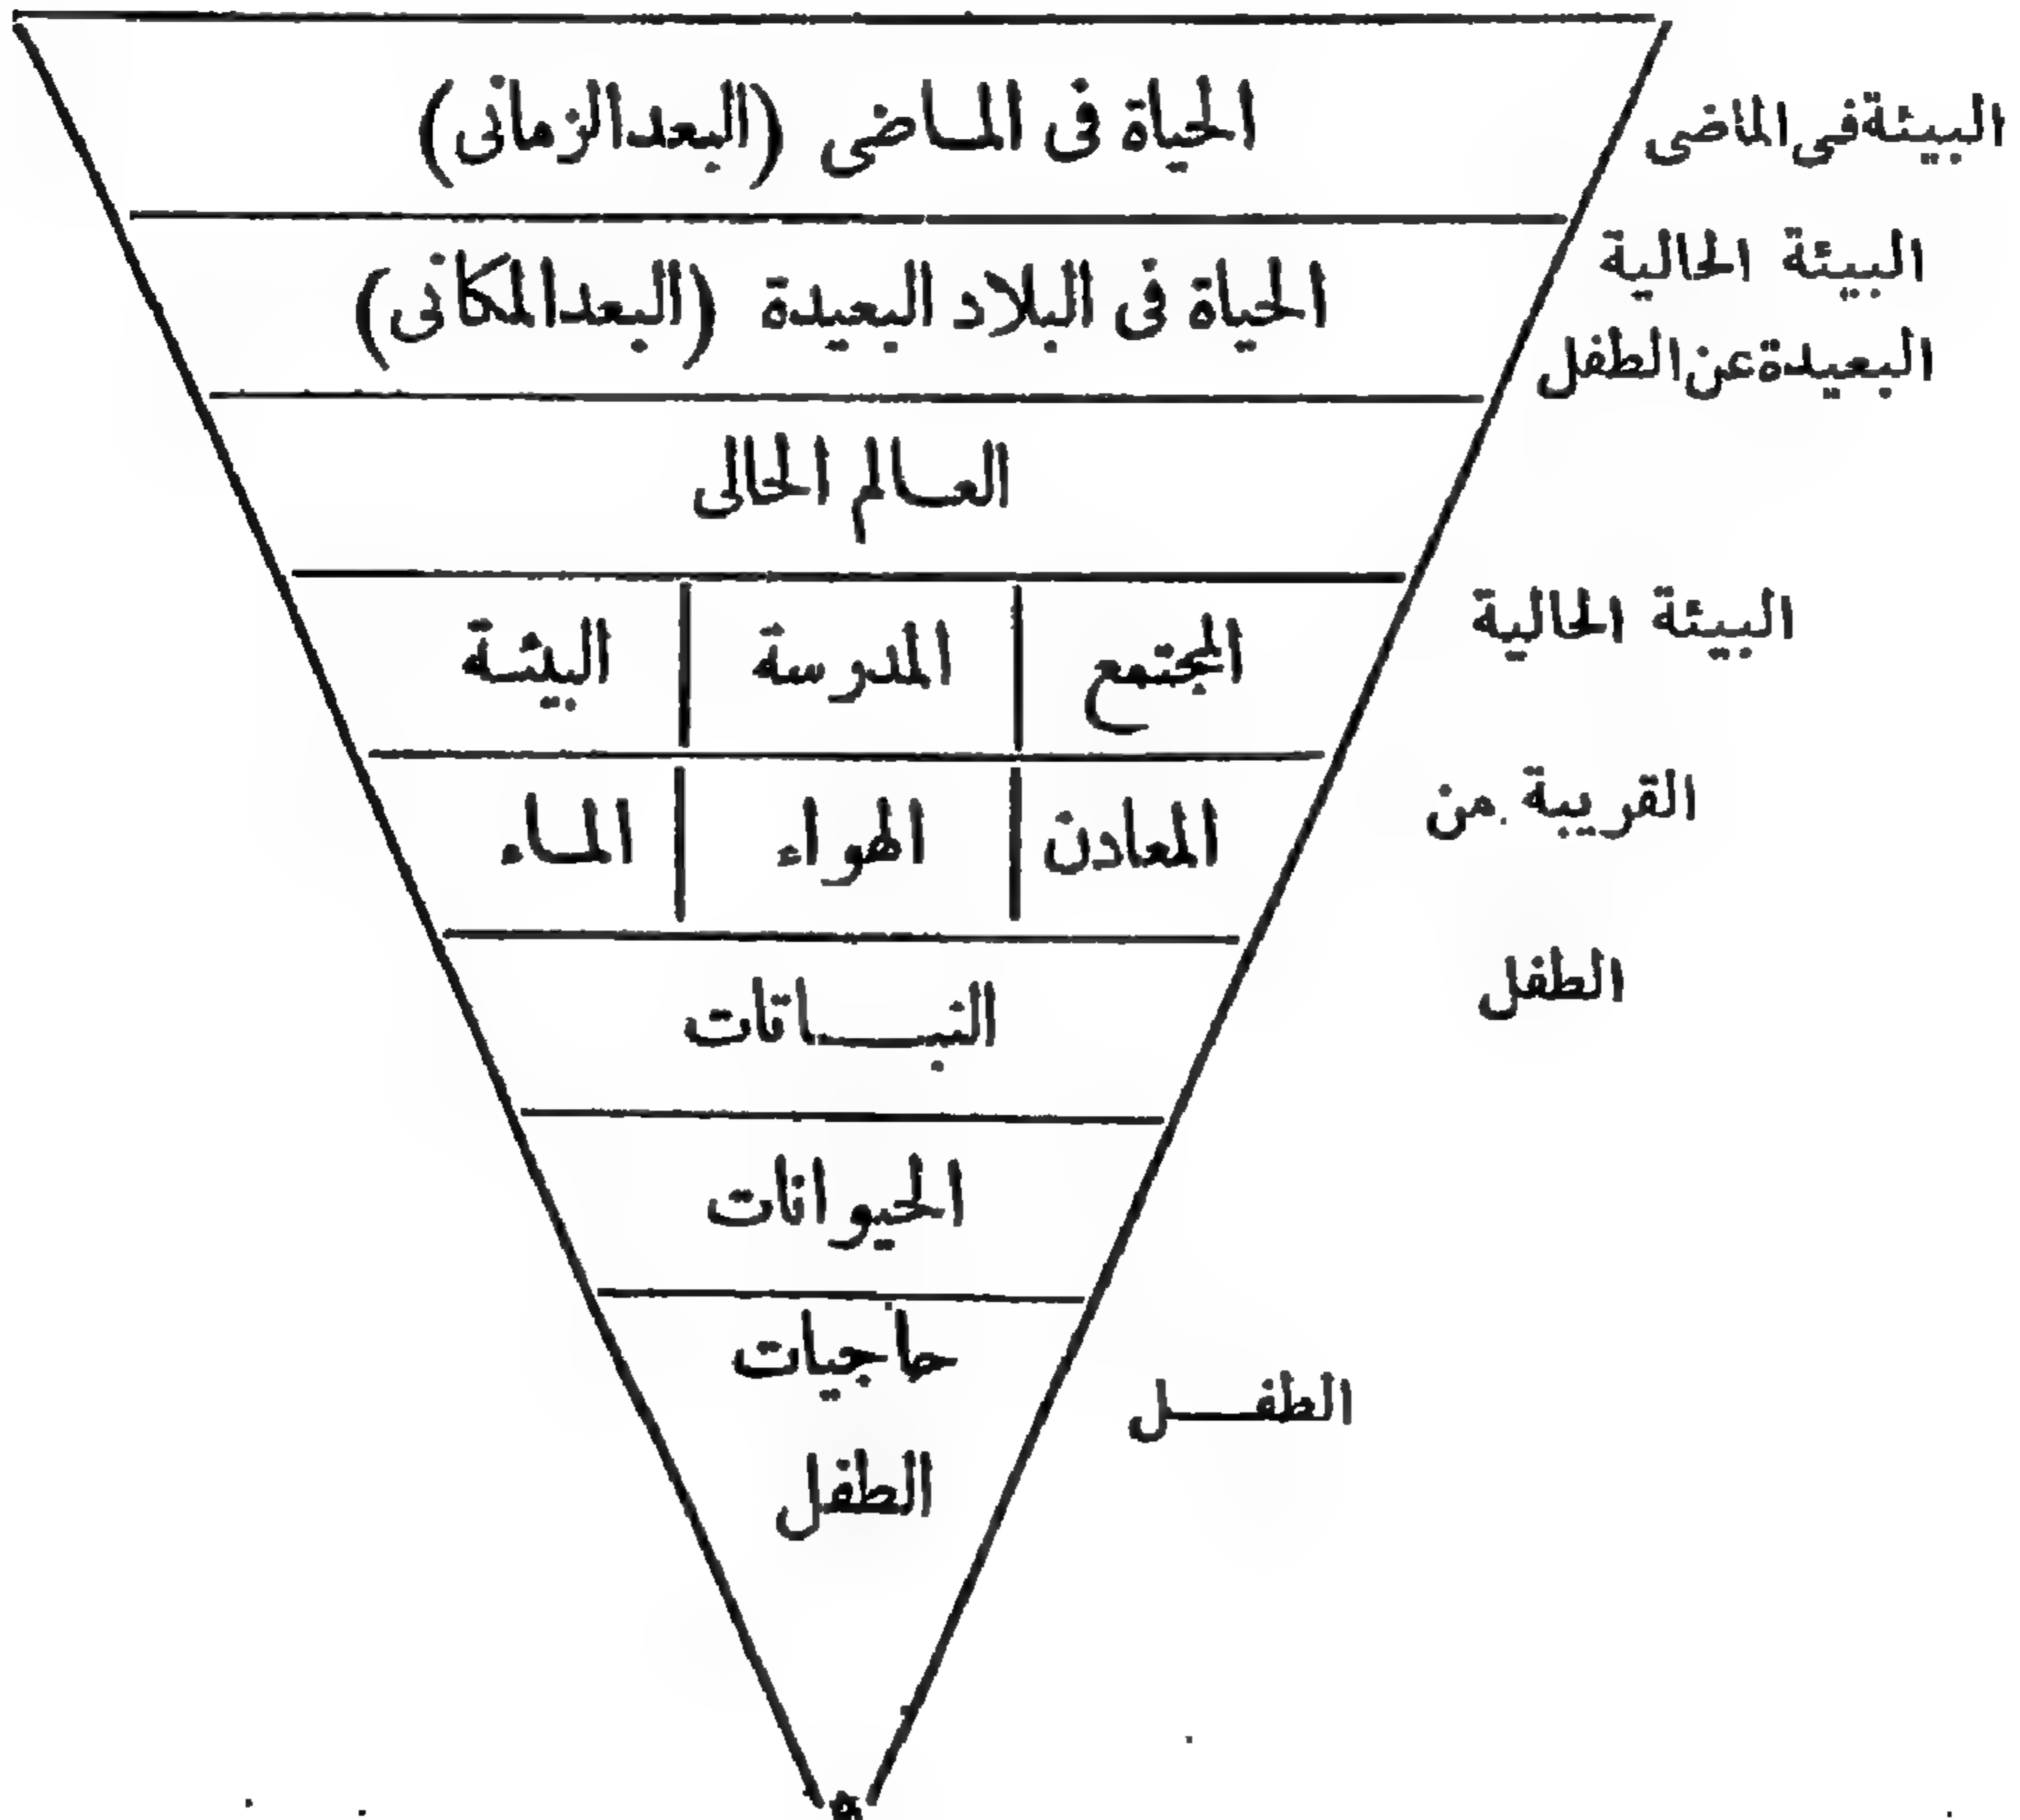 الحياة فى الماضى (البعد الزمانى)
البيئة فى الماضى
الحياة فى البلاد البعيدة (البعد المكانى)
البيئة الحالية
البعيدة عن الطفل
العالم الحالى
المجتمع المدرسة البيئة
البيئة الحالية
المعادن الهواء الماء
القريبة من
النباتات
الطفل
الحيوانات
حاجيات
الطفل
الطفل